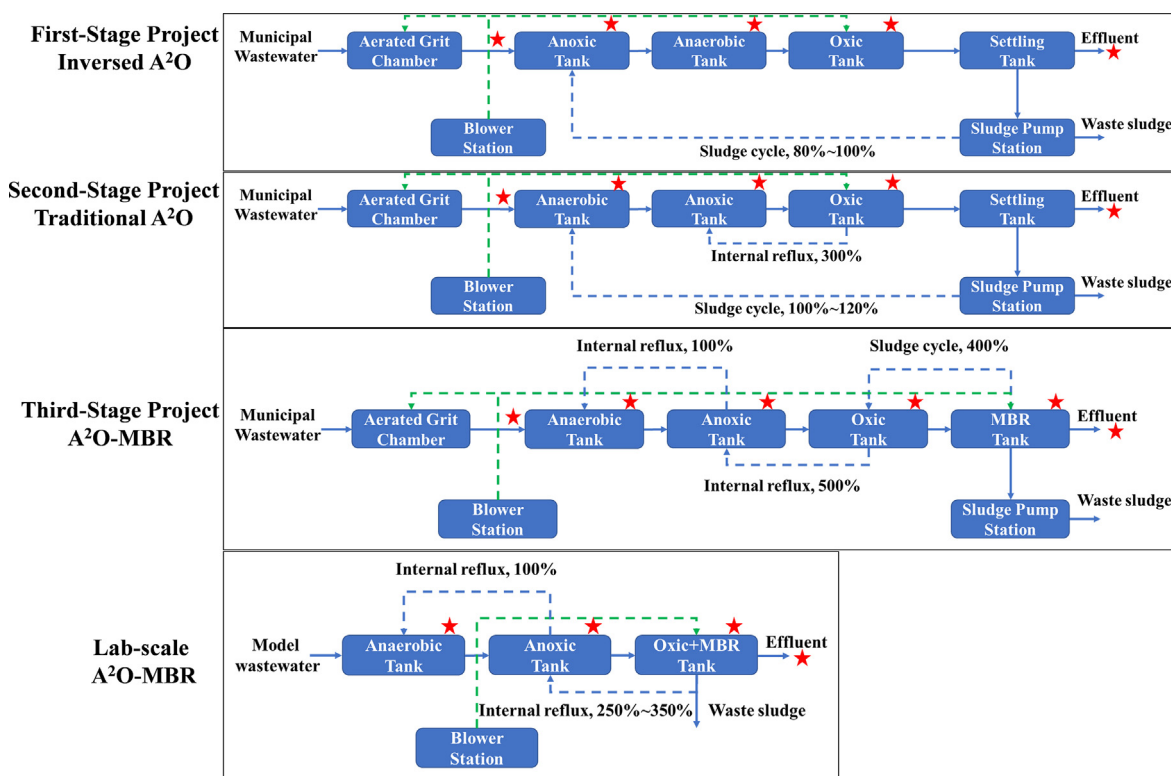 First-Stage Project
Inversed A²O
Municipal
Wastewater
Aerated Grit
Chamber
Anoxic
Tank
Anaerobic
Tank
Oxic
Tank
Settling
Tank
Effluent
Blower
Station
Sludge cycle, 80%~100%
Sludge Pump
Station
Waste sludge
Second-Stage Project
Traditional A²O
Municipal
Wastewater
Aerated Grit
Chamber
Anaerobic
Tank
Anoxic
Tank
Oxic
Tank
Settling
Tank
Effluent
Internal reflux, 300%
Blower
Station
Sludge cycle, 100%~120%
Sludge Pump
Station
Waste sludge
Third-Stage Project
A²O-MBR
Internal reflux, 100%
Sludge cycle, 400%
Municipal
Wastewater
Aerated Grit
Chamber
Anaerobic
Tank
Anoxic
Tank
Oxic
Tank
MBR
Tank
Effluent
Internal reflux, 500%
Blower
Station
Sludge Pump
Station
Waste sludge
Lab-scale
A²O-MBR
Internal reflux, 100%
Model
wastewater
Anaerobic
Tank
Anoxic
Tank
Oxic+MBR
Tank
Effluent
Internal reflux, 250%~350%
Waste sludge
Blower
Station